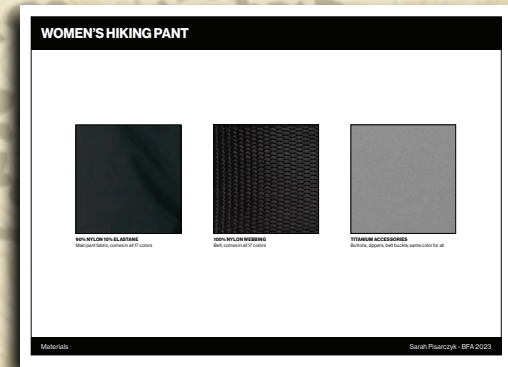 WOMEN'S HIKING PANT
90% NYLON 10% ELASTANE
Main pant fabric, comes in all 17 colors
100% NYLON WEBBING
Belt, comes in all 17 colors
TITANIUM ACCESSORIES
Buttons, zippers, belt buckle, same color for all
Materials
Sarah Pisarczyk - BFA 2023